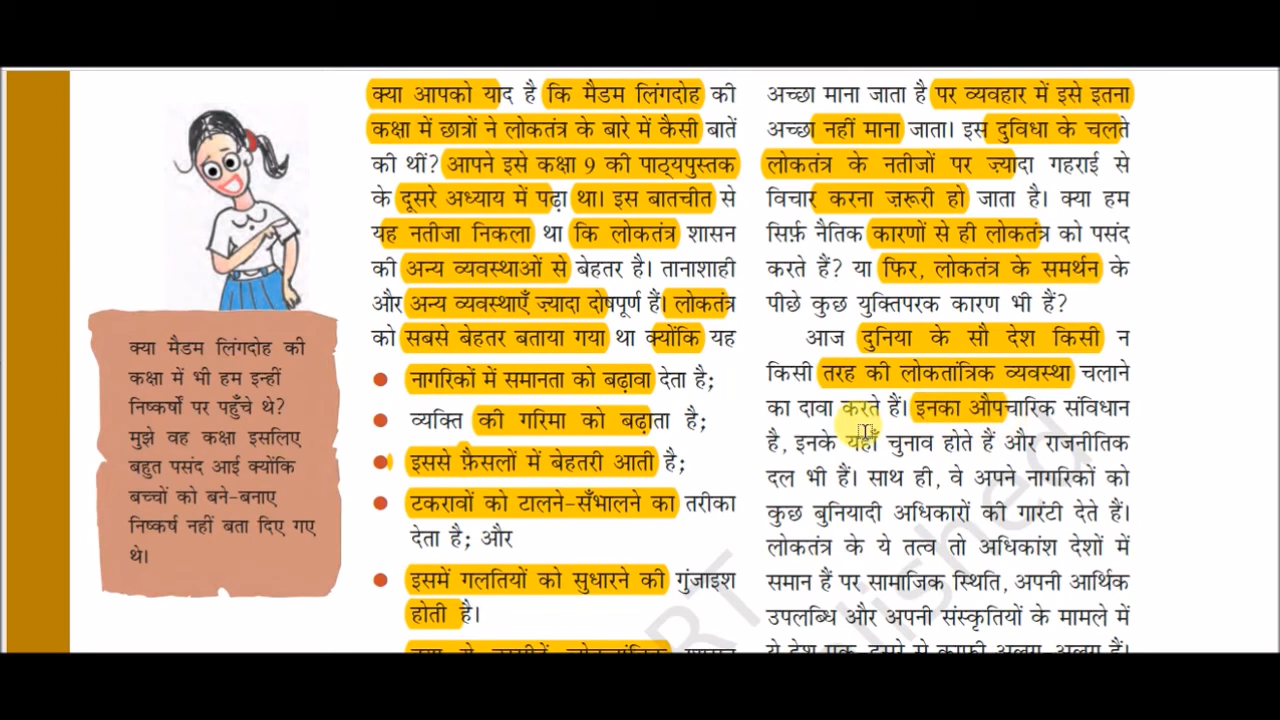 क्या मैडम लिंगदोह की
कक्षा में भी हम इन्हीं
निष्कर्षों पर पहुँचे थे?
मुझे वह कक्षा इसलिए
बहुत पसंद आई क्योंकि
बच्चों को बने-बनाए
निष्कर्ष नहीं बता दिए गए
थे।
क्या आपको याद है कि मैडम लिंगदोह की
कक्षा में छात्रों ने लोकतंत्र के बारे में कैसी बातें
की थीं? आपने इसे कक्षा 9 की पाठ्यपुस्तक
के दूसरे अध्याय में पढ़ा था। इस बातचीत से
यह नतीजा निकला था कि लोकतंत्र शासन
की अन्य व्यवस्थाओं से बेहतर है। तानाशाही
और अन्य व्यवस्थाएँ ज़्यादा दोषपूर्ण हैं। लोकतंत्र
को सबसे बेहतर बताया गया था क्योंकि यह
● नागरिकों में समानता को बढ़ावा देता है;
● व्यक्ति की गरिमा को बढ़ाता है;
● इससे फ़ैसलों में बेहतरी आती है;
● टकरावों को टालने-सँभालने का तरीका
देता है; और
● इसमें गलतियों को सुधारने की गुंजाइश
होती है।
अच्छा माना जाता है पर व्यवहार में इसे इतना
अच्छा नहीं माना जाता। इस दुविधा के चलते
लोकतंत्र के नतीजों पर ज़्यादा गहराई से
विचार करना ज़रूरी हो जाता है। क्या हम
सिर्फ़ नैतिक कारणों से ही लोकतंत्र को पसंद
करते हैं? या फिर, लोकतंत्र के समर्थन के
पीछे कुछ युक्तिपरक कारण भी हैं?
आज दुनिया के सौ देश किसी न
किसी तरह की लोकतांत्रिक व्यवस्था चलाने
का दावा करते हैं। इनका औपचारिक संविधान
है, इनके यहाँ चुनाव होते हैं और राजनीतिक
दल भी हैं। साथ ही, वे अपने नागरिकों को
कुछ बुनियादी अधिकारों की गारंटी देते हैं।
लोकतंत्र के ये तत्व तो अधिकांश देशों में
समान हैं पर सामाजिक स्थिति, अपनी आर्थिक
उपलब्धि और अपनी संस्कृतियों के मामले में